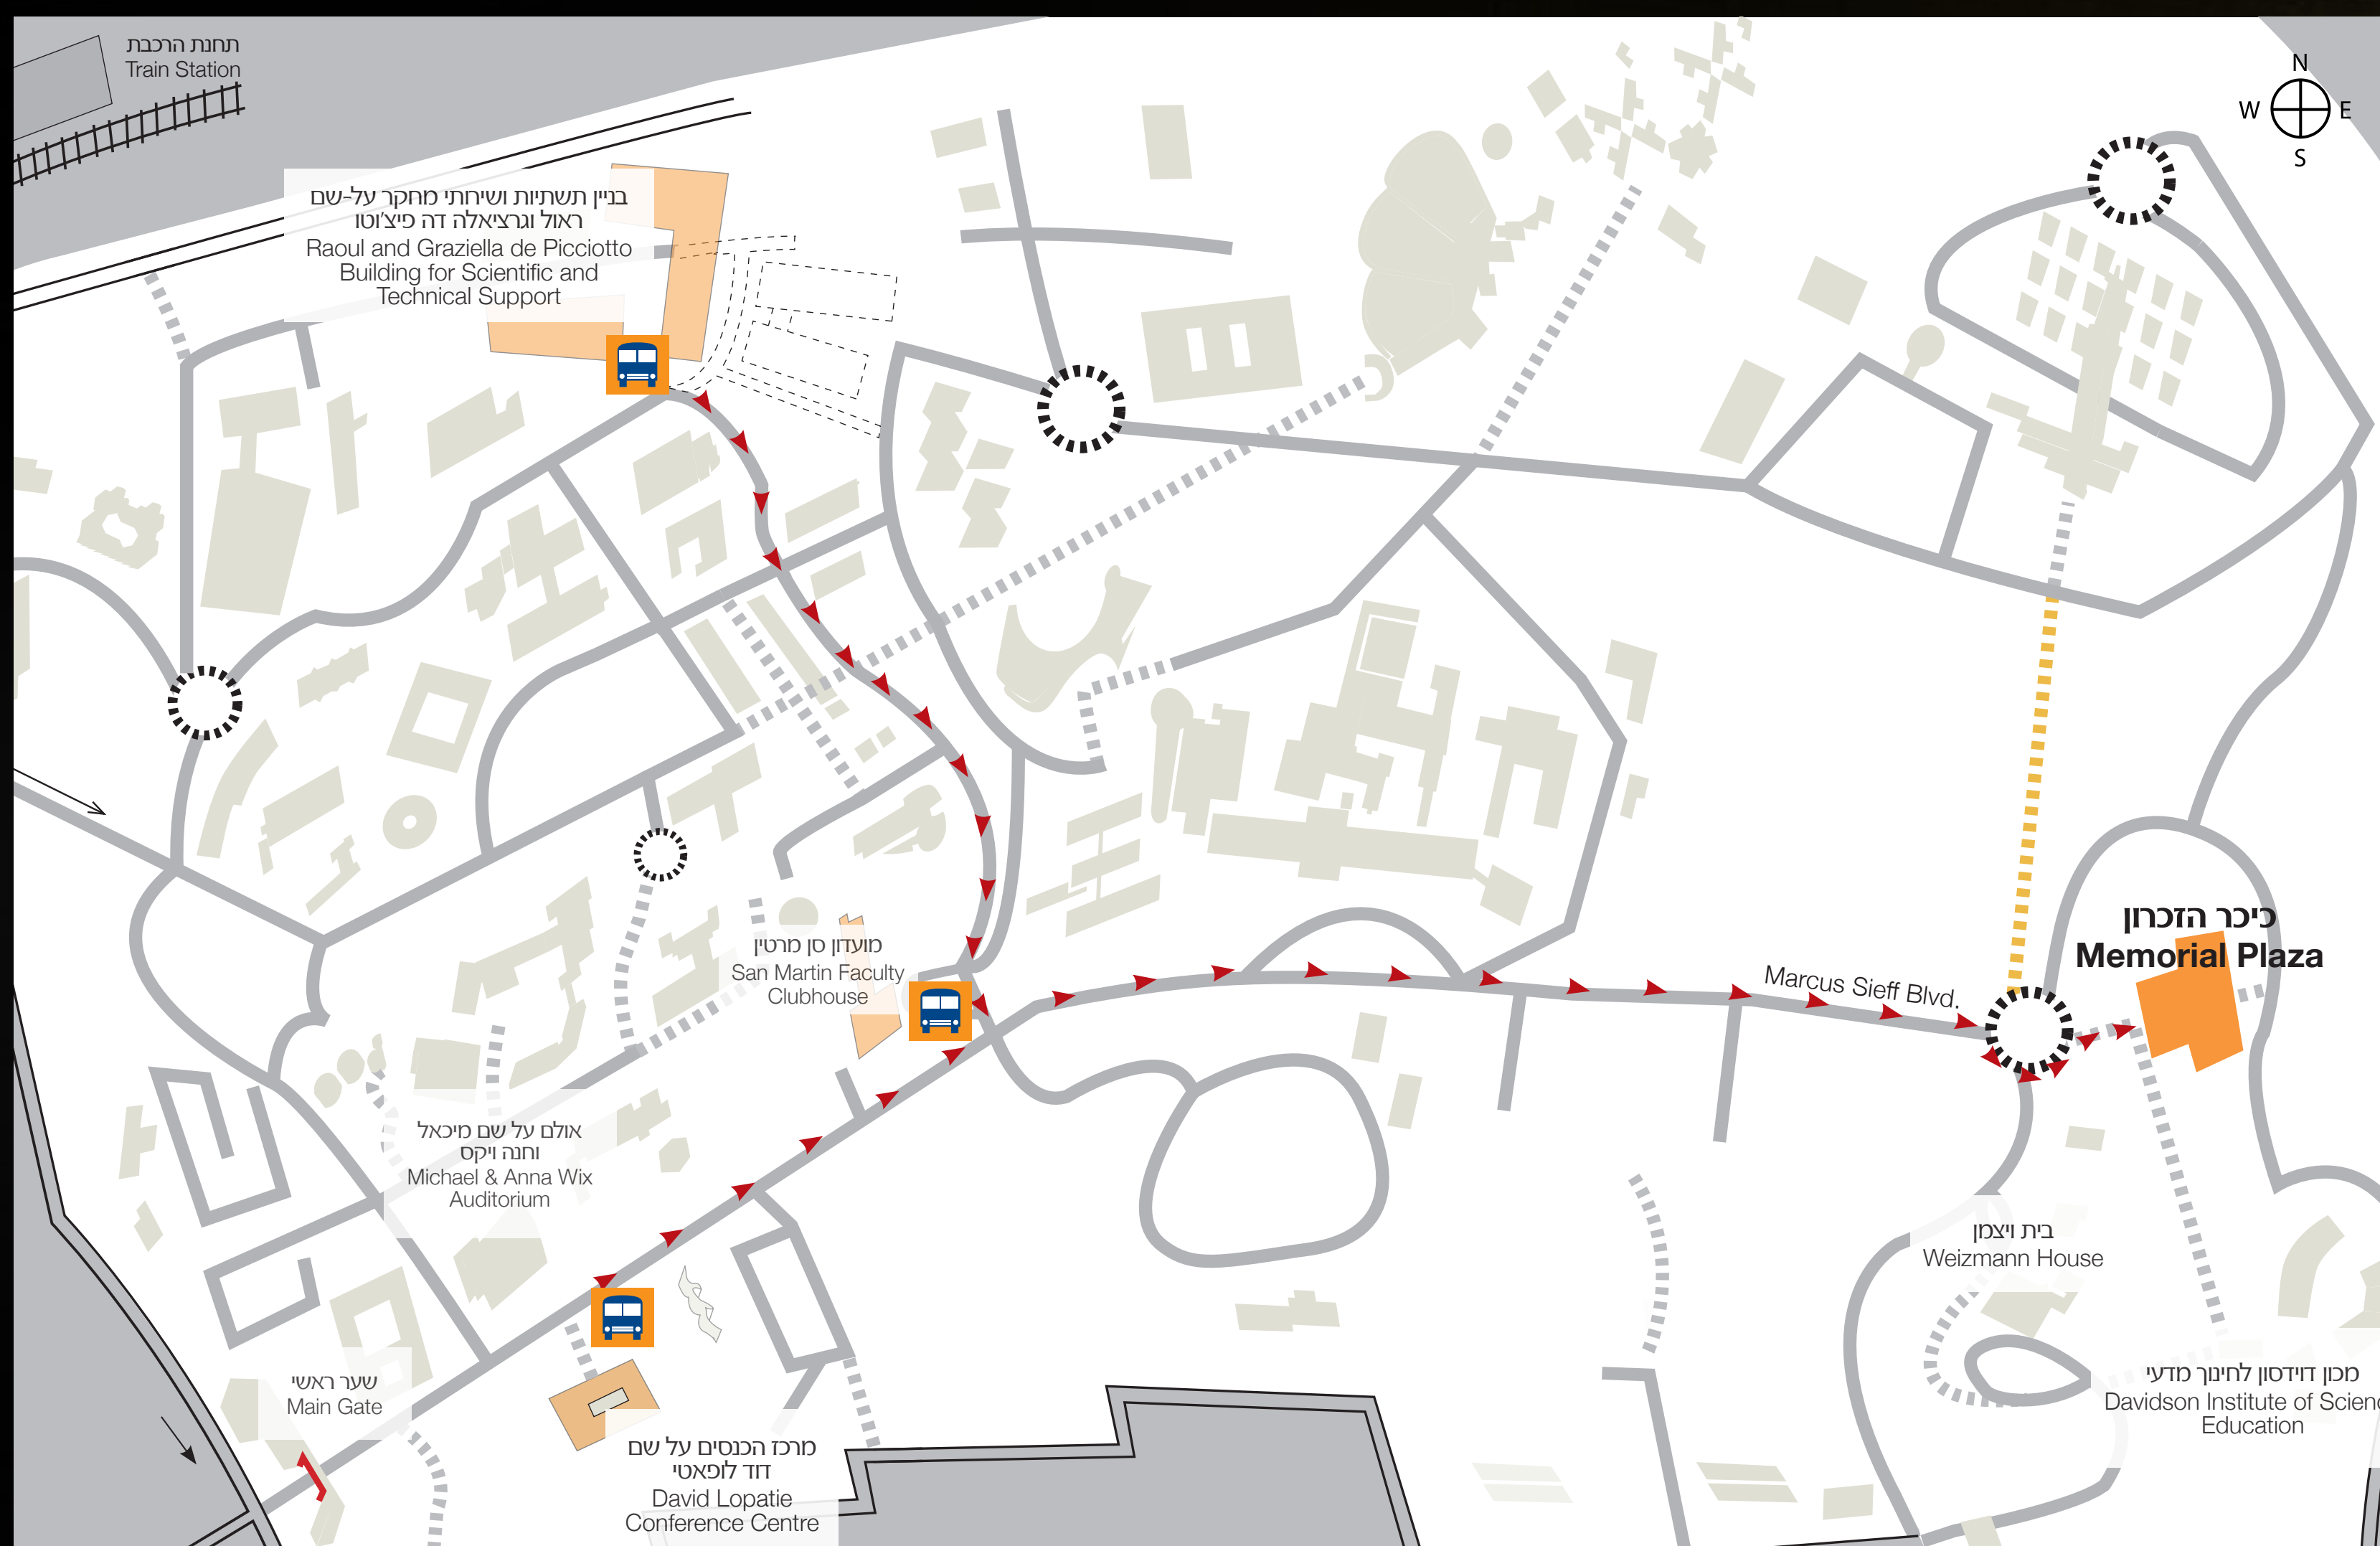 תחנת הרכבת
Train Station
N
W
E
S
בניין תשתיות ושירותי מחקר על-שם
ראול וגרציאלה דה פיצ'וטו
Raoul and Graziella de Picciotto
Building for Scientific and
Technical Support
כיכר הזכרון
Memorial Plaza
מועדון סן מרטין
San Martin Faculty
Clubhouse
Marcus Sieff Blvd.
אולם על שם מיכאל
וחנה ויקס
Michael & Anna Wix
Auditorium
בית ויצמן
Weizmann House
שער ראשי
Main Gate
מכון דוידסון לחינוך מדעי
Davidson Institute of Scienc
Education
מרכז הכנסים על שם
דוד לופאטי
David Lopatie
Conference Centre